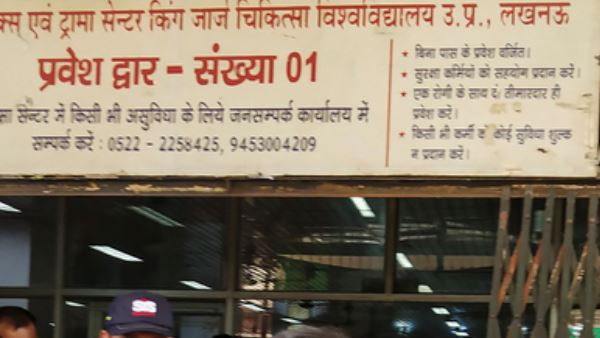 क्स एवं ट्रामा सेन्टर किंग जार्ज चिकित्सा विश्वविद्यालय उ.प्र., लखनऊ
प्रवेश द्वार - संख्या 01
मा सेन्टर में किसी भी असुविधा के लिये जनसम्पर्क कार्यालय में
सम्पर्क करें : 0522 - 2258425, 9453004209
★ बिना पास के प्रवेश वर्जित।
★ सुरक्षा कर्मियों को सहयोग प्रदान करें।
★ एक रोगी के साथ दो तीमारदार ही
प्रवेश करें।
★ किसी भी कर्मी को कोई सुविधा शुल्क
न प्रदान करें।
SIS